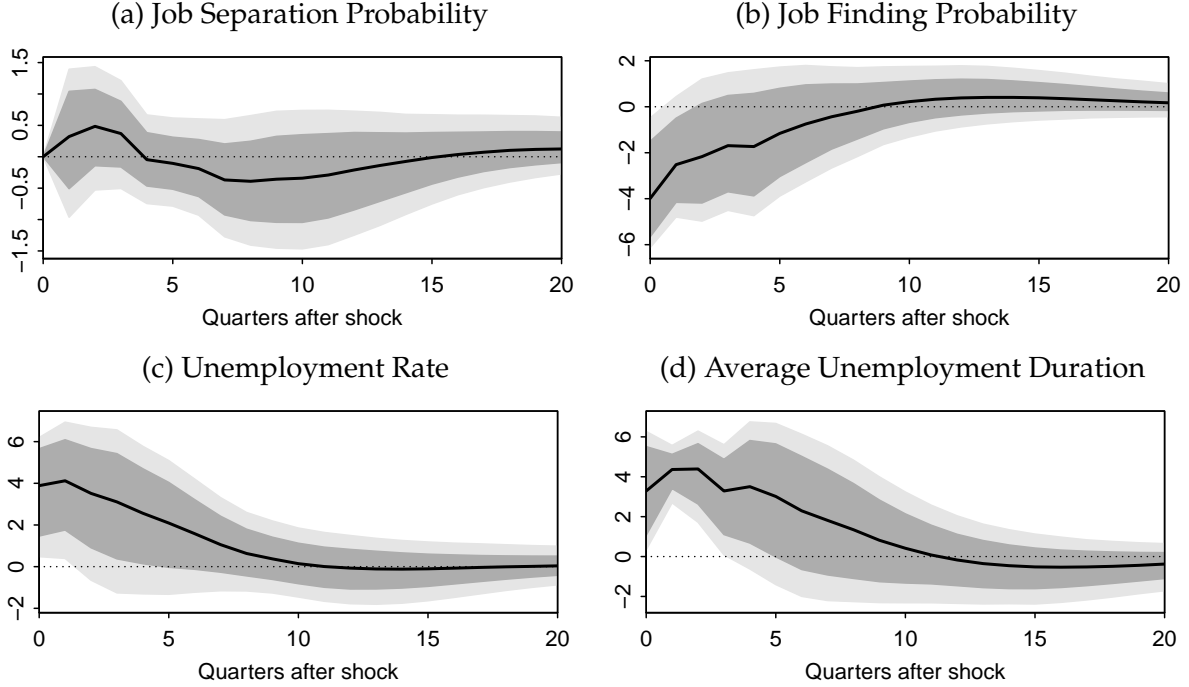 (a) Job Separation Probability
1.5
0.5
−0.5
−1.5
0 5 10 15 20
Quarters after shock
(b) Job Finding Probability
2
0
−2
−4
−6
0 5 10 15 20
Quarters after shock
(c) Unemployment Rate
6
4
2
0
−2
0 5 10 15 20
Quarters after shock
(d) Average Unemployment Duration
6
4
2
0
−2
0 5 10 15 20
Quarters after shock